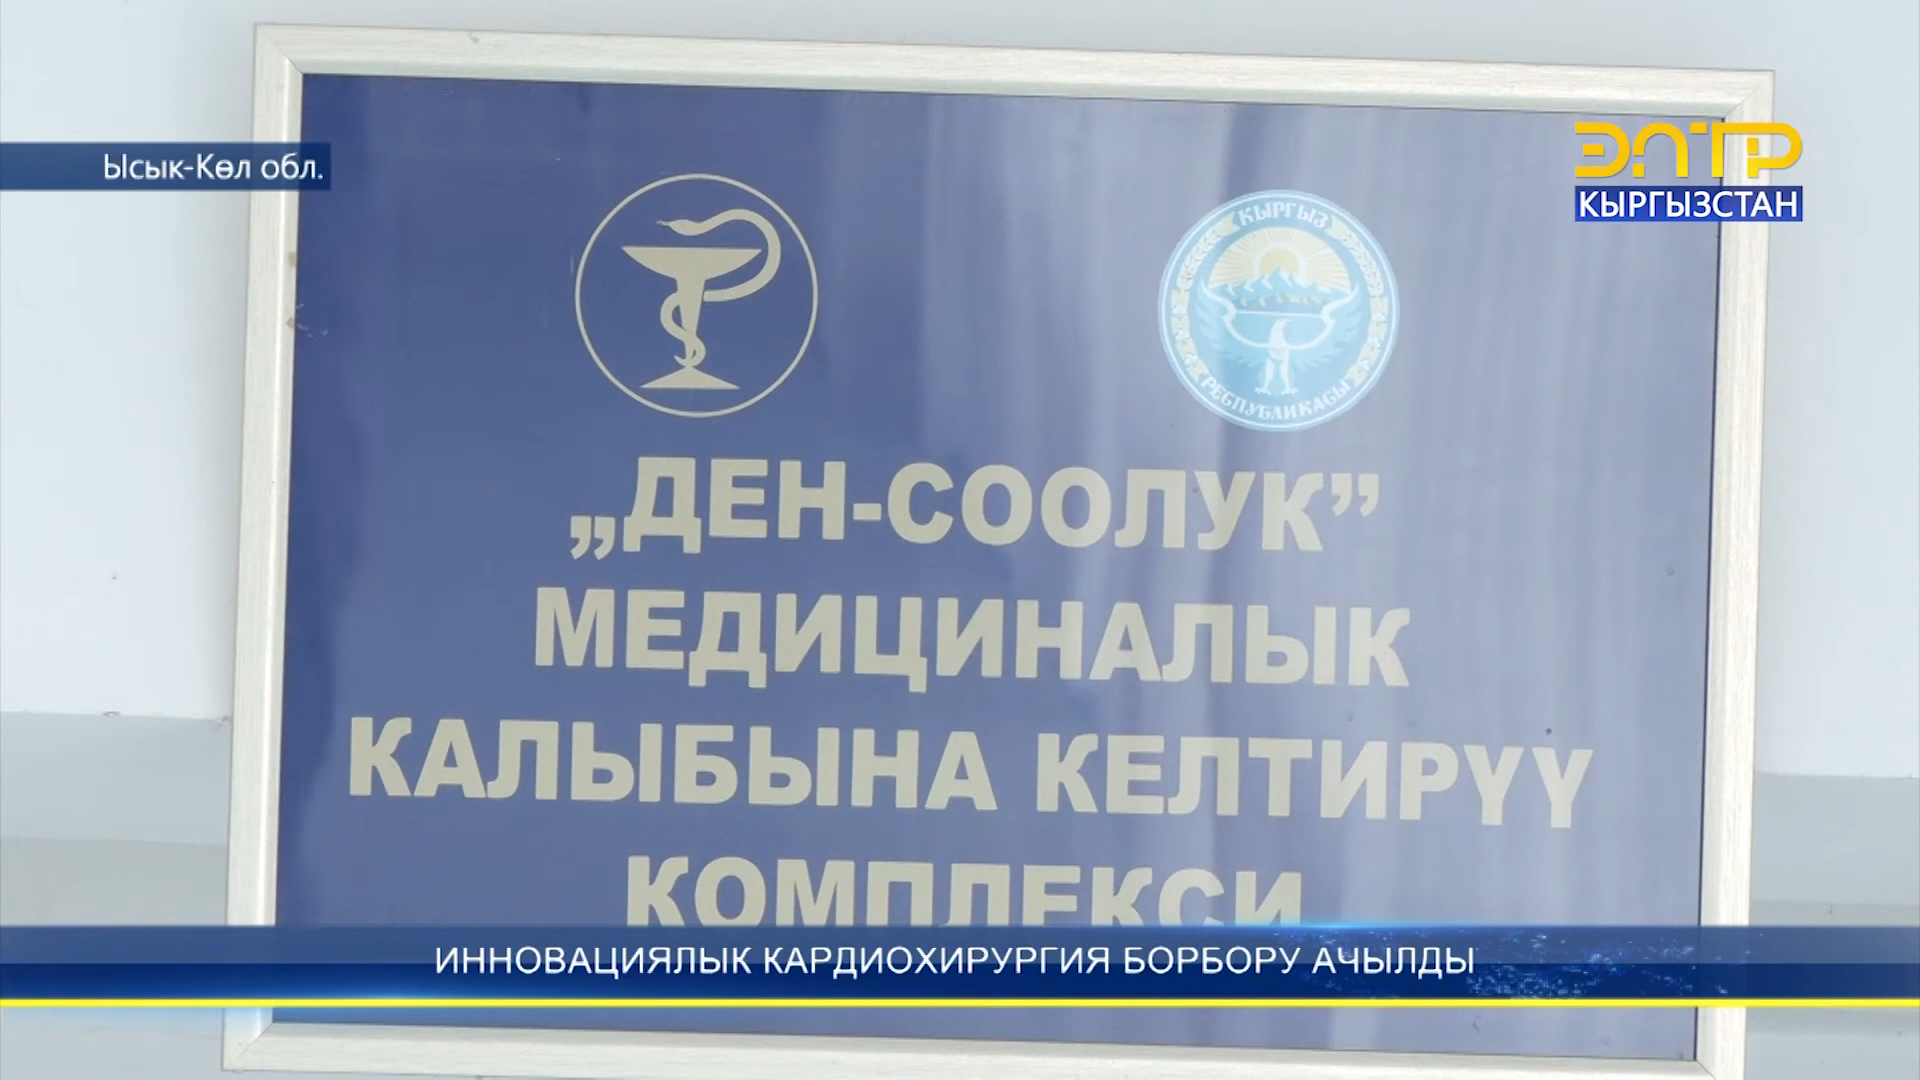 Ысык-Көл обл.
ЭЛТР
КЫРГЫЗСТАН
КЫРГЫЗ
РЕСПУБЛИКАСЫ
„ДЕН-СООЛУК”
МЕДИЦИНАЛЫК
КАЛЫБЫНА КЕЛТИРҮҮ
КОМПЛЕКСИ
ИННОВАЦИЯЛЫК КАРДИОХИРУРГИЯ БОРБОРУ АЧЫЛДЫ